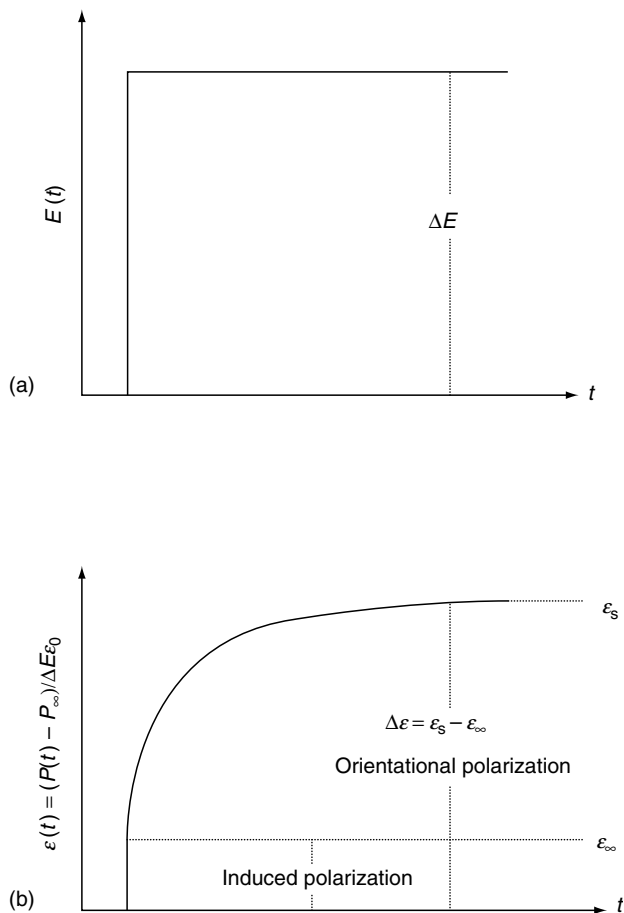 E (t)
ΔE
(a)
t
ε(t) = (P(t) − P∞)/ΔEε0
εs
Δε = εs − ε∞
Orientational polarization
ε∞
Induced polarization
(b)
t